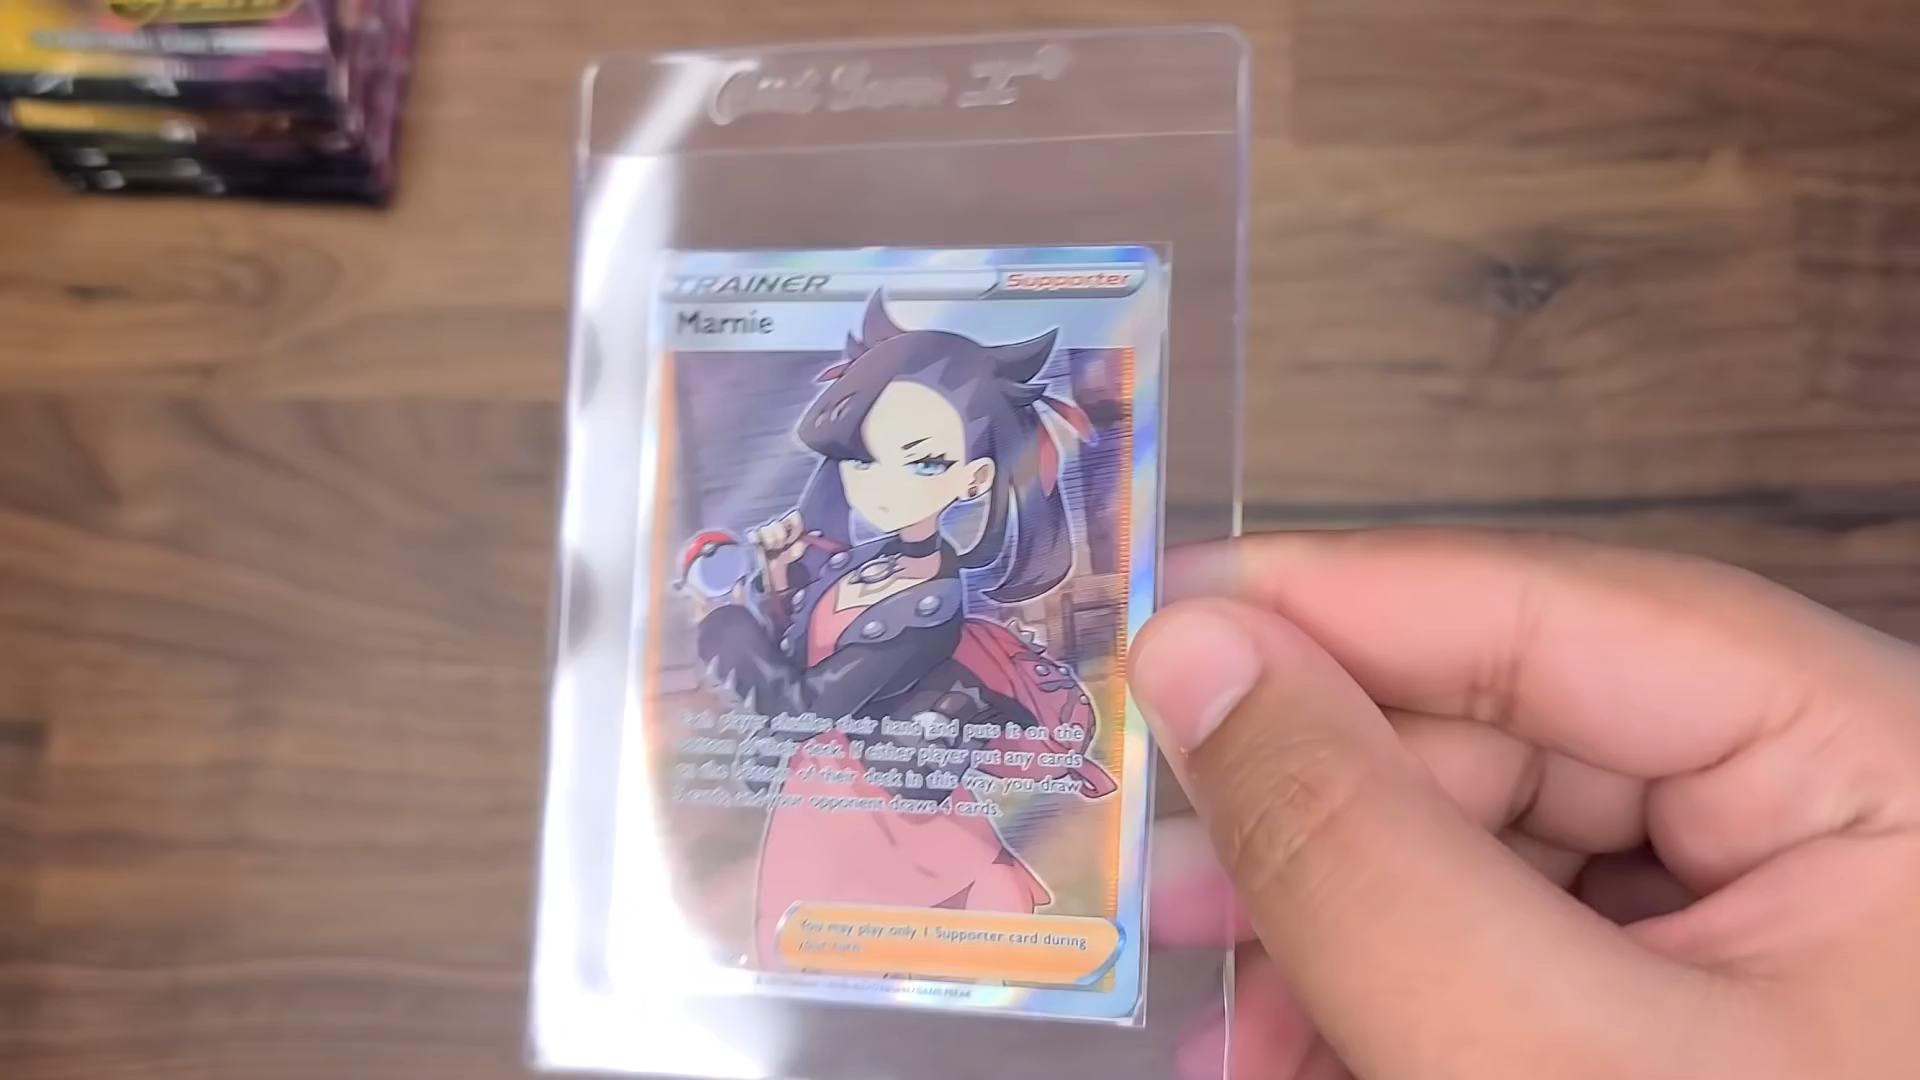 Card Saver I
TRAINER
Supporter
Marnie
Each player shuffles their hand and puts it on the
bottom of their deck. If either player put any cards
on the bottom of their deck in this way, you draw
5 cards, and your opponent draws 4 cards.
You may play only 1 Supporter card during
your turn.